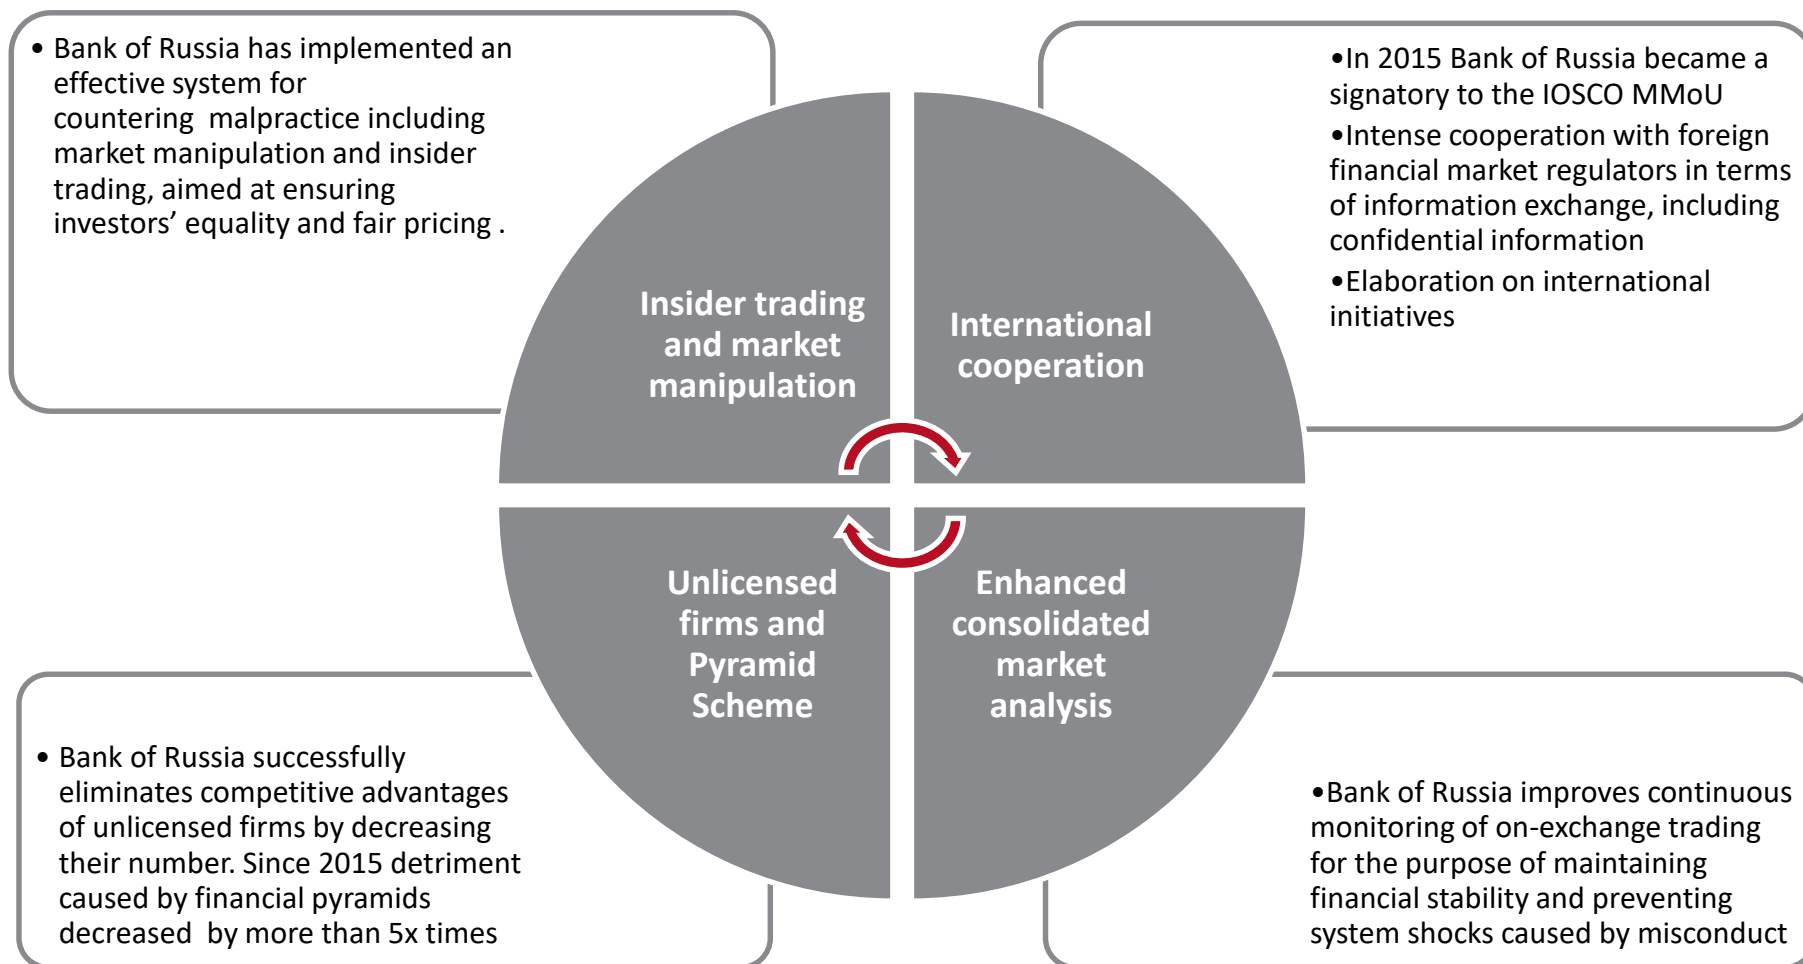 • Bank of Russia has implemented an
effective system for
countering  malpractice including
market manipulation and insider
trading, aimed at ensuring
investors’ equality and fair pricing .
•In 2015 Bank of Russia became a
signatory to the IOSCO MMoU
•Intense cooperation with foreign
financial market regulators in terms
of information exchange, including
confidential information
•Elaboration on international
initiatives
Insider trading
and market
manipulation
International
cooperation
Unlicensed
firms and
Pyramid
Scheme
Enhanced
consolidated
market
analysis
• Bank of Russia successfully
eliminates competitive advantages
of unlicensed firms by decreasing
their number. Since 2015 detriment
caused by financial pyramids
decreased  by more than 5x times
•Bank of Russia improves continuous
monitoring of on-exchange trading
for the purpose of maintaining
financial stability and preventing
system shocks caused by misconduct